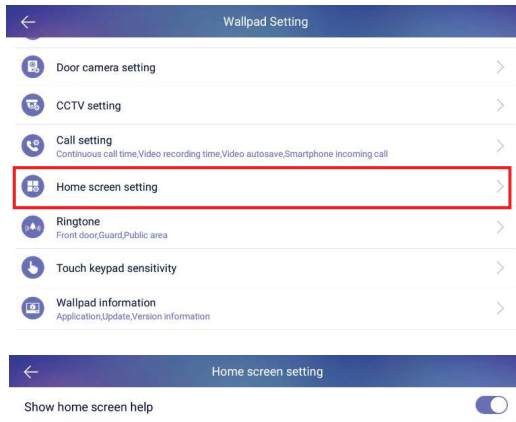 Wallpad Setting
Door camera setting
CCTV setting
Call setting
Continuous call time,Video recording time,Video autosave,Smartphone incoming call
Home screen setting
Ringtone
Front door,Guard,Public area
Touch keypad sensitivity
Wallpad information
Application,Update,Version information
Home screen setting
Show home screen help